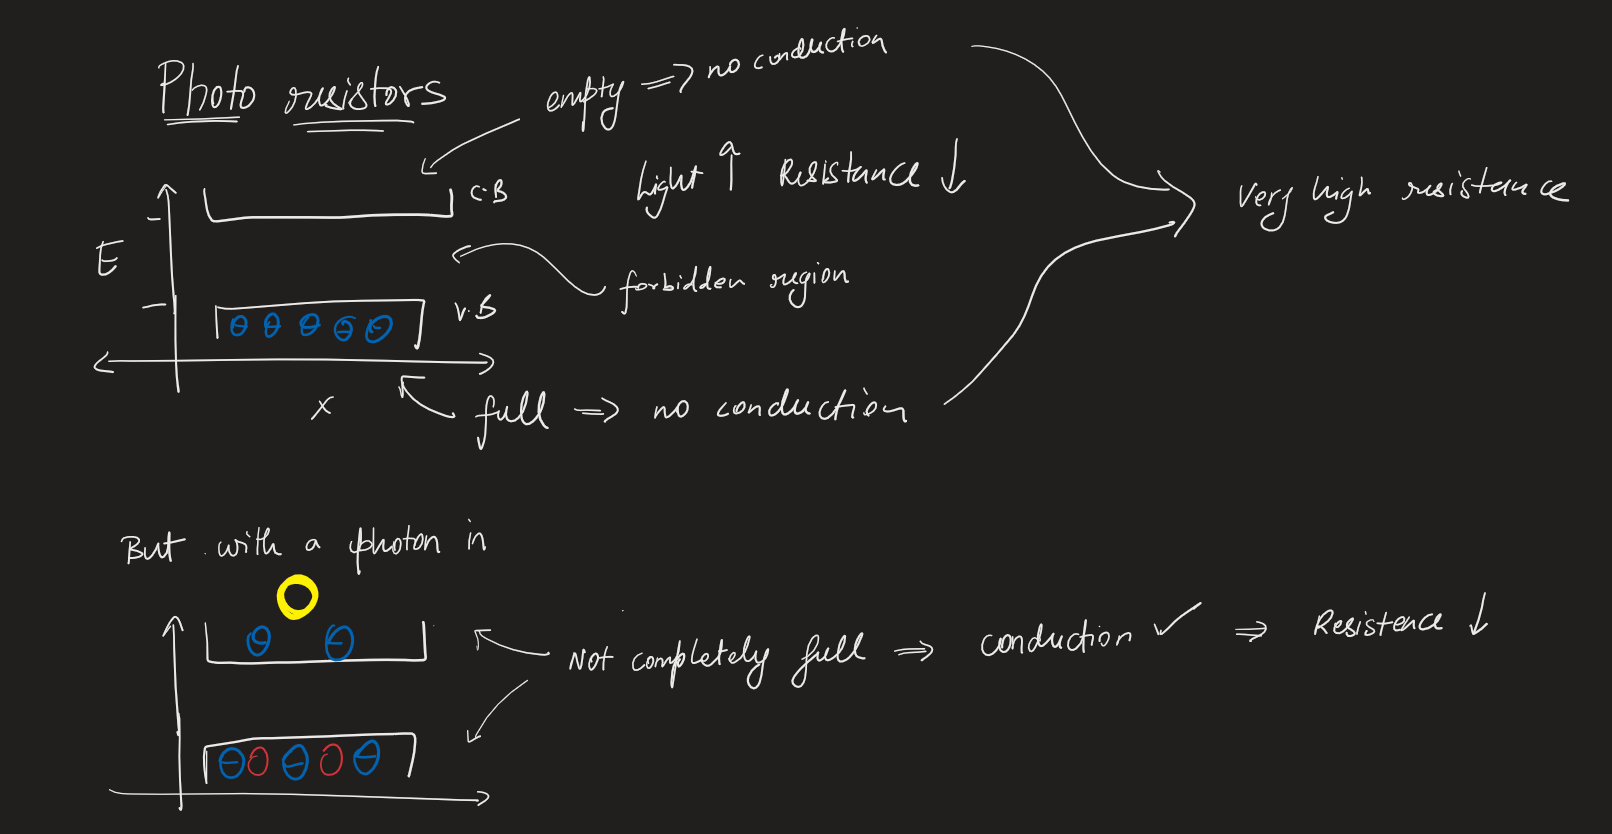 Photo resistors
empty ⇒ no conduction
Light ↑ Resistance ↓
C.B
E
forbidden region
V.B
x
full ⇒ no conduction
Very high resistance
But with a photon in
Not completely full ⇒ conduction ✓ ⇒ Resistence ↓